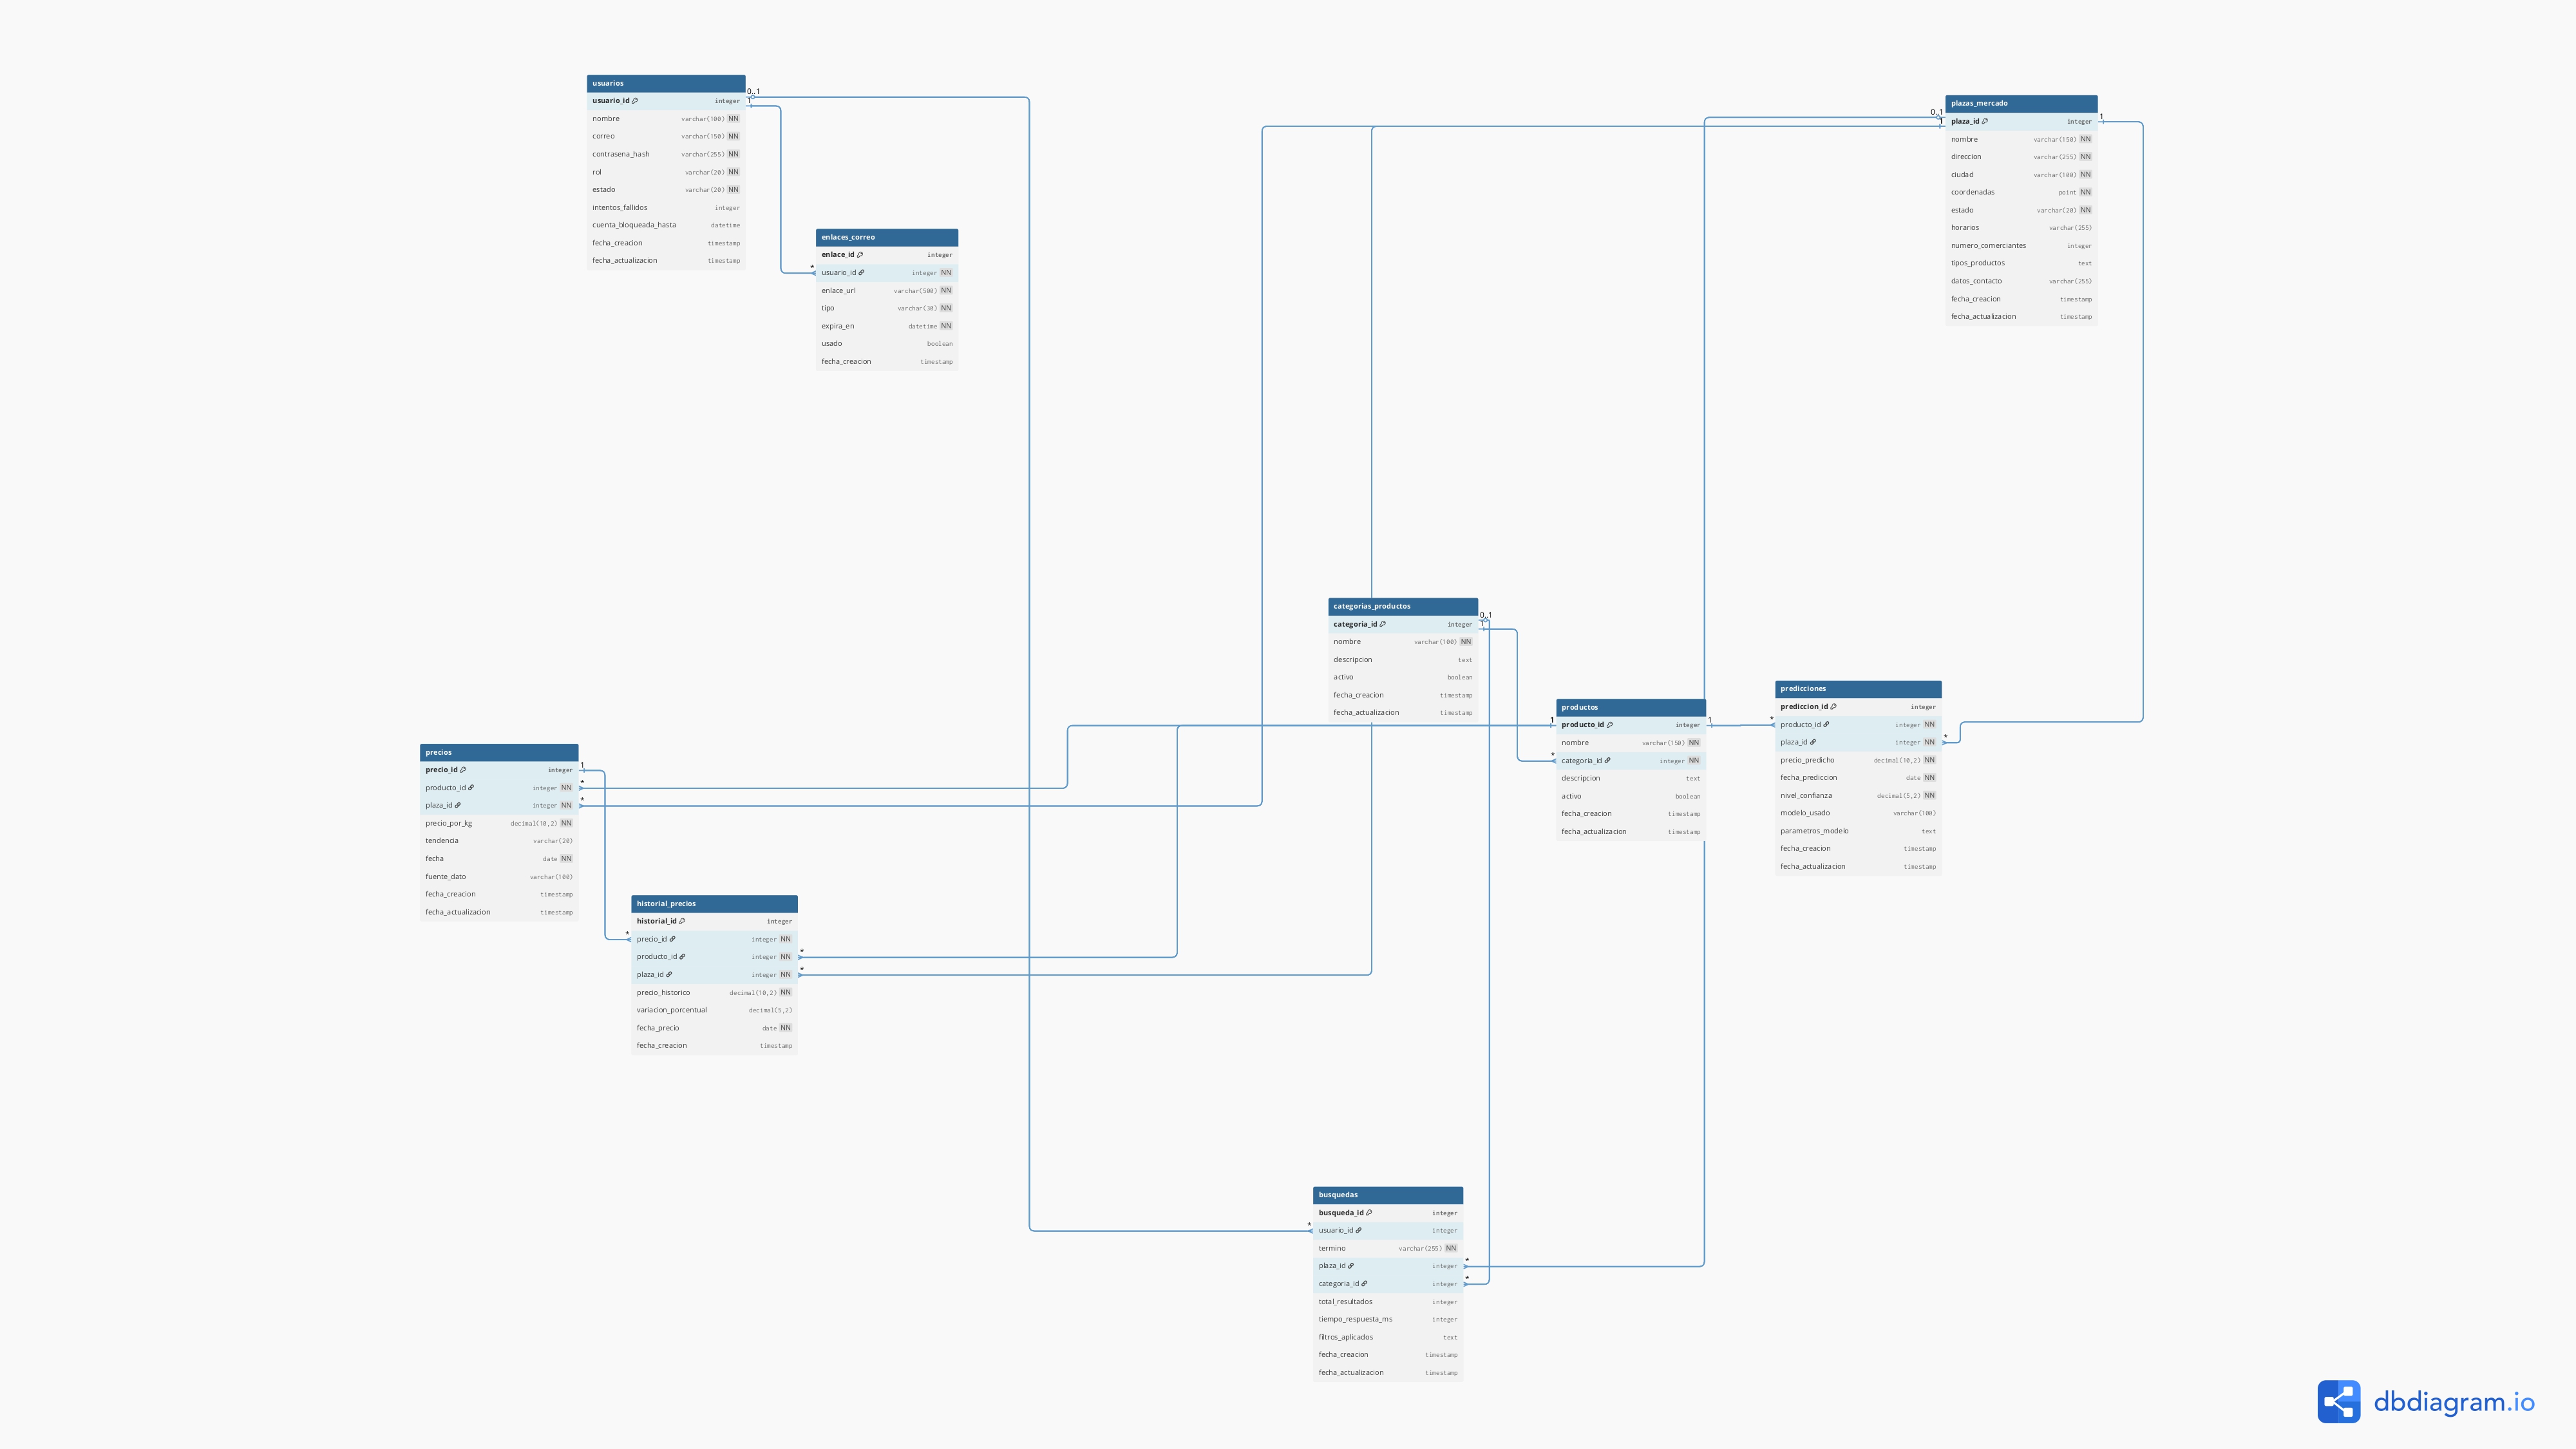 usuarios
0..1
usuario_id integer
1
nombre varchar(100) NN
correo varchar(150) NN
contrasena_hash varchar(255) NN
rol varchar(20) NN
estado varchar(20) NN
intentos_fallidos integer
cuenta_bloqueada_hasta datetime
fecha_creacion timestamp
fecha_actualizacion timestamp
enlaces_correo
enlace_id integer
* usuario_id integer NN
enlace_url varchar(500) NN
tipo varchar(30) NN
expira_en datetime NN
usado boolean
fecha_creacion timestamp
plazas_mercado
0..1
1 plaza_id integer 1
nombre varchar(150) NN
direccion varchar(255) NN
ciudad varchar(100) NN
coordenadas point NN
estado varchar(20) NN
horarios varchar(255)
numero_comerciantes integer
tipos_productos text
datos_contacto varchar(255)
fecha_creacion timestamp
fecha_actualizacion timestamp
categorias_productos
0..1
categoria_id integer 1
nombre varchar(100) NN
descripcion text
activo boolean
fecha_creacion timestamp
fecha_actualizacion timestamp
productos
1 producto_id integer 1
nombre varchar(150) NN
* categoria_id integer NN
descripcion text
activo boolean
fecha_creacion timestamp
fecha_actualizacion timestamp
predicciones
prediccion_id integer
* producto_id integer NN
plaza_id integer NN *
precio_predicho decimal(10,2) NN
fecha_prediccion date NN
nivel_confianza decimal(5,2) NN
modelo_usado varchar(100)
parametros_modelo text
fecha_creacion timestamp
fecha_actualizacion timestamp
precios
precio_id integer 1
producto_id integer NN *
plaza_id integer NN *
precio_por_kg decimal(10,2) NN
tendencia varchar(20)
fecha date NN
fuente_dato varchar(100)
fecha_creacion timestamp
fecha_actualizacion timestamp
historial_precios
historial_id integer
* precio_id integer NN
producto_id integer NN *
plaza_id integer NN *
precio_historico decimal(10,2) NN
variacion_porcentual decimal(5,2)
fecha_precio date NN
fecha_creacion timestamp
busquedas
busqueda_id integer
* usuario_id integer
termino varchar(255) NN
plaza_id integer *
categoria_id integer *
total_resultados integer
tiempo_respuesta_ms integer
filtros_aplicados text
fecha_creacion timestamp
fecha_actualizacion timestamp
dbdiagram.io